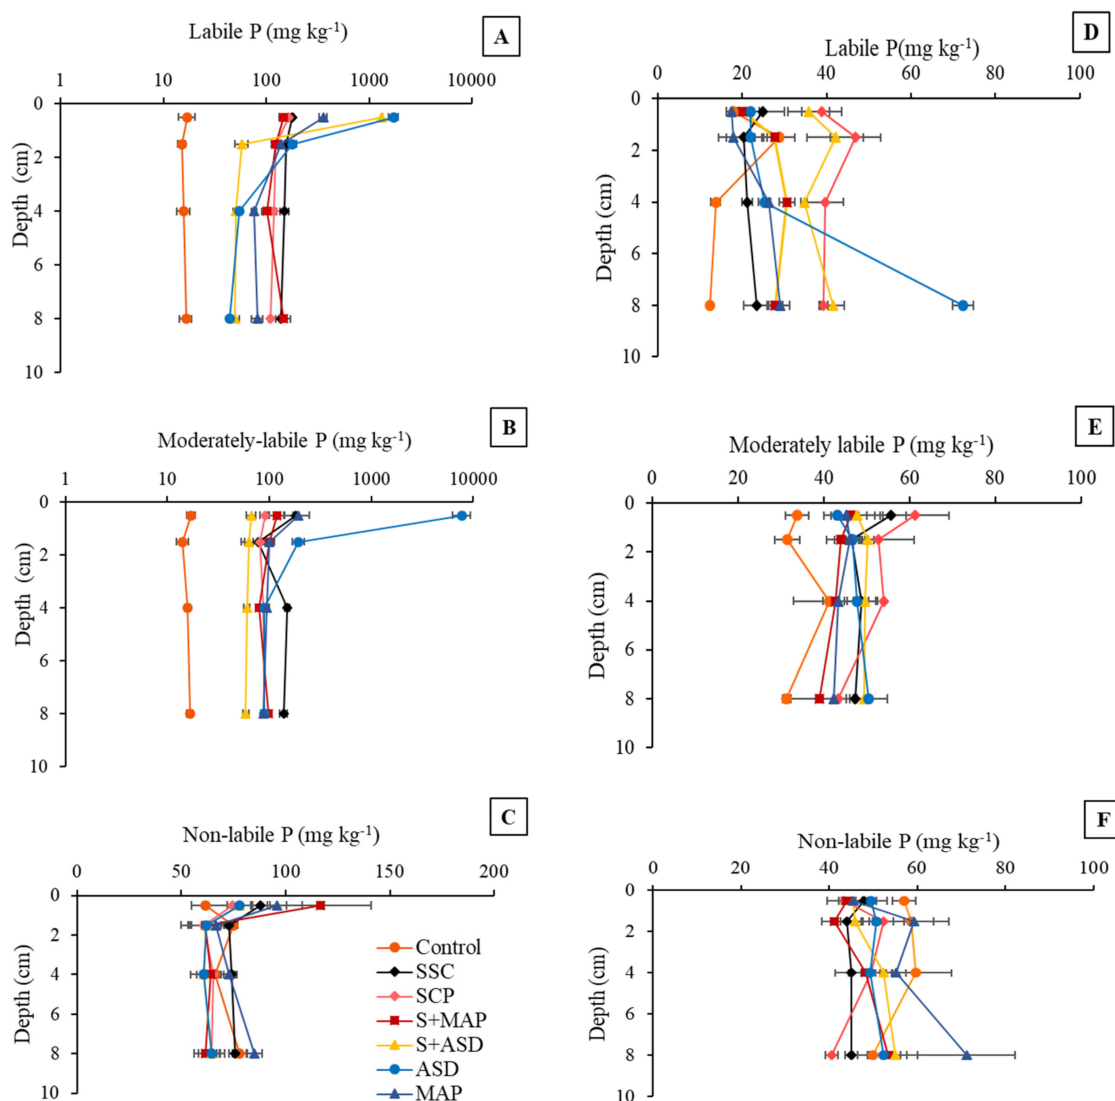 Labile P (mg kg⁻¹)
A
1 10 100 1000 10000
0
2
4
6
8
10
Depth (cm)
Labile P(mg kg⁻¹)
D
0 20 40 60 80 100
0
2
4
6
8
10
Depth (cm)
Moderately-labile P (mg kg⁻¹)
B
1 10 100 1000 10000
0
2
4
6
8
10
Depth (cm)
Moderately labile P (mg kg⁻¹)
E
0 20 40 60 80 100
0
2
4
6
8
10
Depth (cm)
Non-labile P (mg kg⁻¹)
C
0 50 100 150 200
0
2
4
6
8
10
Depth (cm)
Control
SSC
SCP
S+MAP
S+ASD
ASD
MAP
Non-labile P (mg kg⁻¹)
F
0 20 40 60 80 100
0
2
4
6
8
10
Depth (cm)